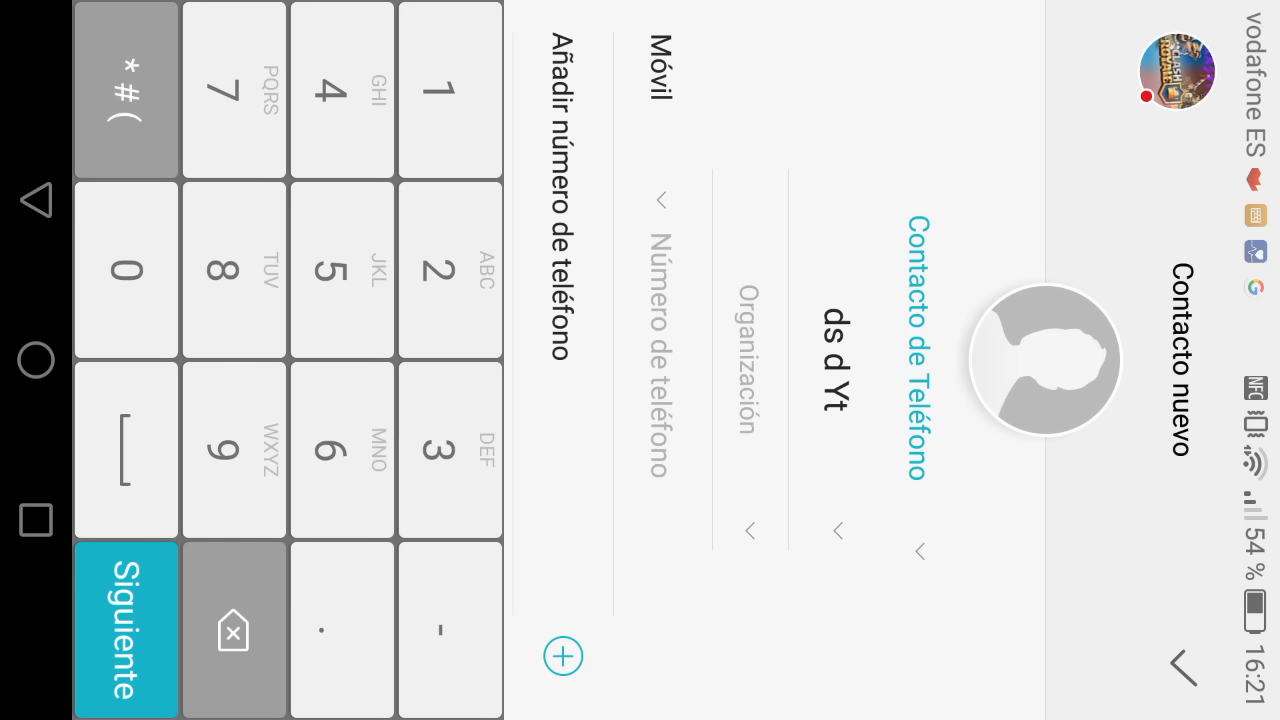 vodafone ES NFC 54 % 16:21
CLASH ROYALE
Contacto nuevo
Contacto de Teléfono
ds d Yt
Organización
Móvil Número de teléfono
Añadir número de teléfono
1 2 ABC 3 DEF -
4 GHI 5 JKL 6 MNO .
7 PQRS 8 TUV 9 WXYZ
* # ( 0 Siguiente